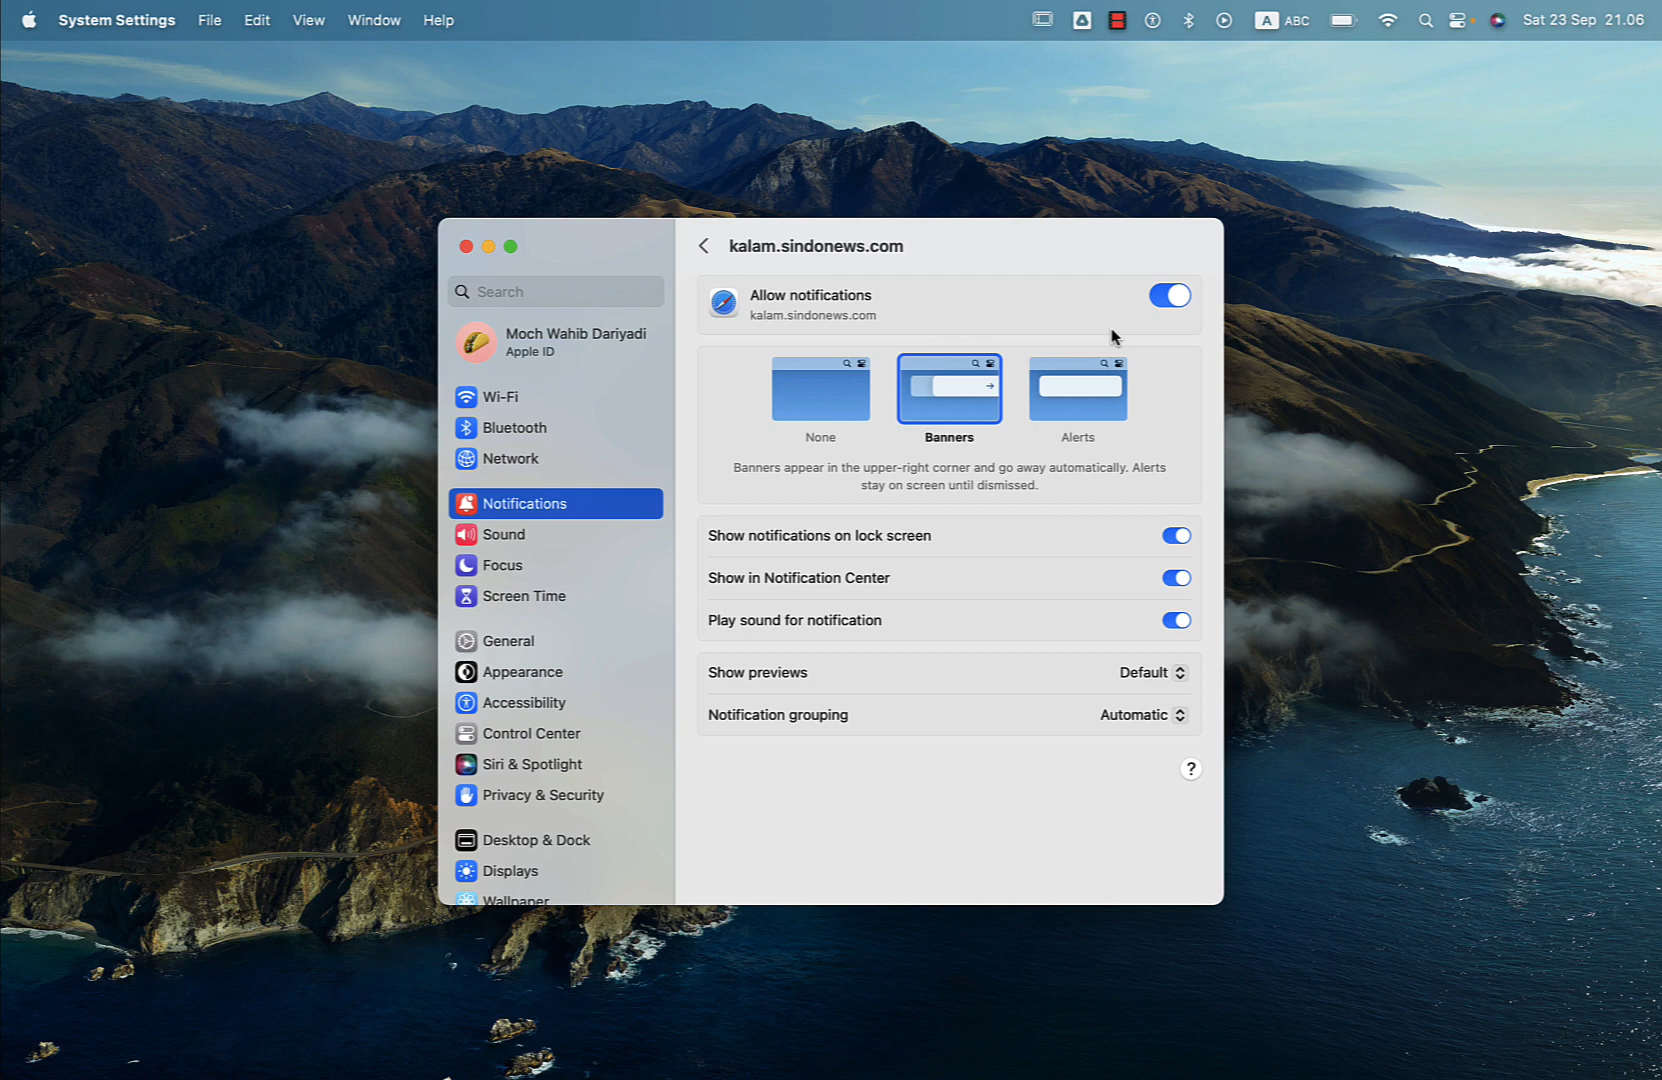 System Settings File Edit View Window Help A ABC Sat 23 Sep 21.06
kalam.sindonews.com
Search
Moch Wahib Dariyadi
Apple ID
Wi-Fi
Bluetooth
Network
Notifications
Sound
Focus
Screen Time
General
Appearance
Accessibility
Control Center
Siri & Spotlight
Privacy & Security
Desktop & Dock
Displays
Wallpaper
Allow notifications
kalam.sindonews.com
None Banners Alerts
Banners appear in the upper-right corner and go away automatically. Alerts
stay on screen until dismissed.
Show notifications on lock screen
Show in Notification Center
Play sound for notification
Show previews Default
Notification grouping Automatic
?